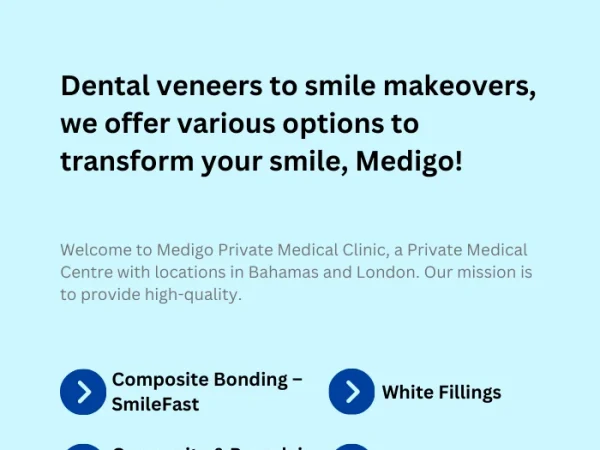 Dental veneers to smile makeovers,
we offer various options to
transform your smile, Medigo!
Welcome to Medigo Private Medical Clinic, a Private Medical
Centre with locations in Bahamas and London. Our mission is
to provide high-quality.
Composite Bonding –
SmileFast
White Fillings